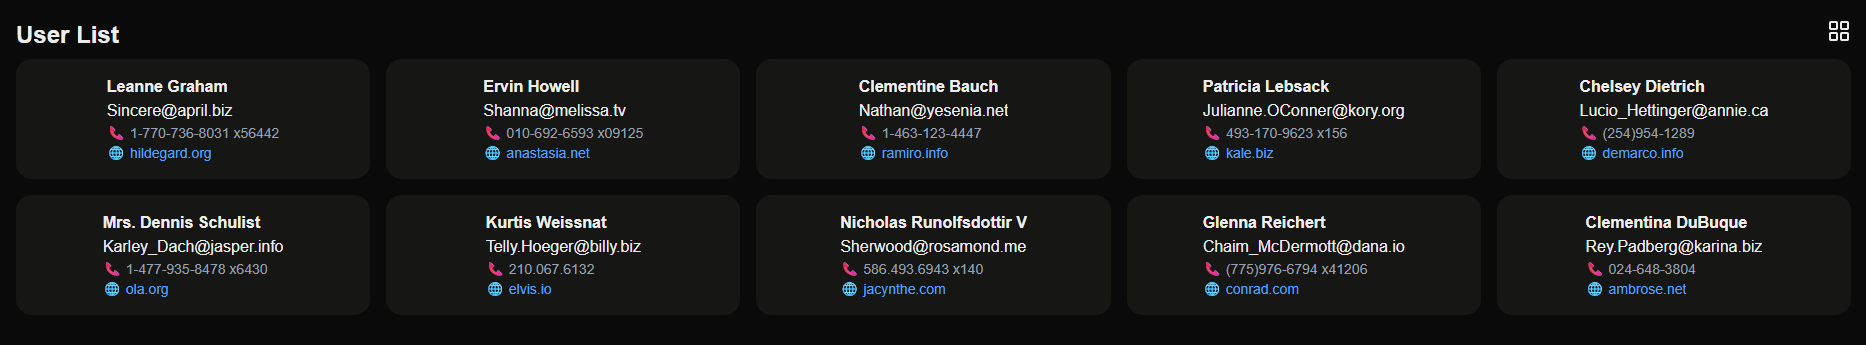 User List
Leanne Graham
Sincere@april.biz
1-770-736-8031 x56442
hildegard.org
Ervin Howell
Shanna@melissa.tv
010-692-6593 x09125
anastasia.net
Clementine Bauch
Nathan@yesenia.net
1-463-123-4447
ramiro.info
Patricia Lebsack
Julianne.OConner@kory.org
493-170-9623 x156
kale.biz
Chelsey Dietrich
Lucio_Hettinger@annie.ca
(254)954-1289
demarco.info
Mrs. Dennis Schulist
Karley_Dach@jasper.info
1-477-935-8478 x6430
ola.org
Kurtis Weissnat
Telly.Hoeger@billy.biz
210.067.6132
elvis.io
Nicholas Runolfsdottir V
Sherwood@rosamond.me
586.493.6943 x140
jacynthe.com
Glenna Reichert
Chaim_McDermott@dana.io
(775)976-6794 x41206
conrad.com
Clementina DuBuque
Rey.Padberg@karina.biz
024-648-3804
ambrose.net